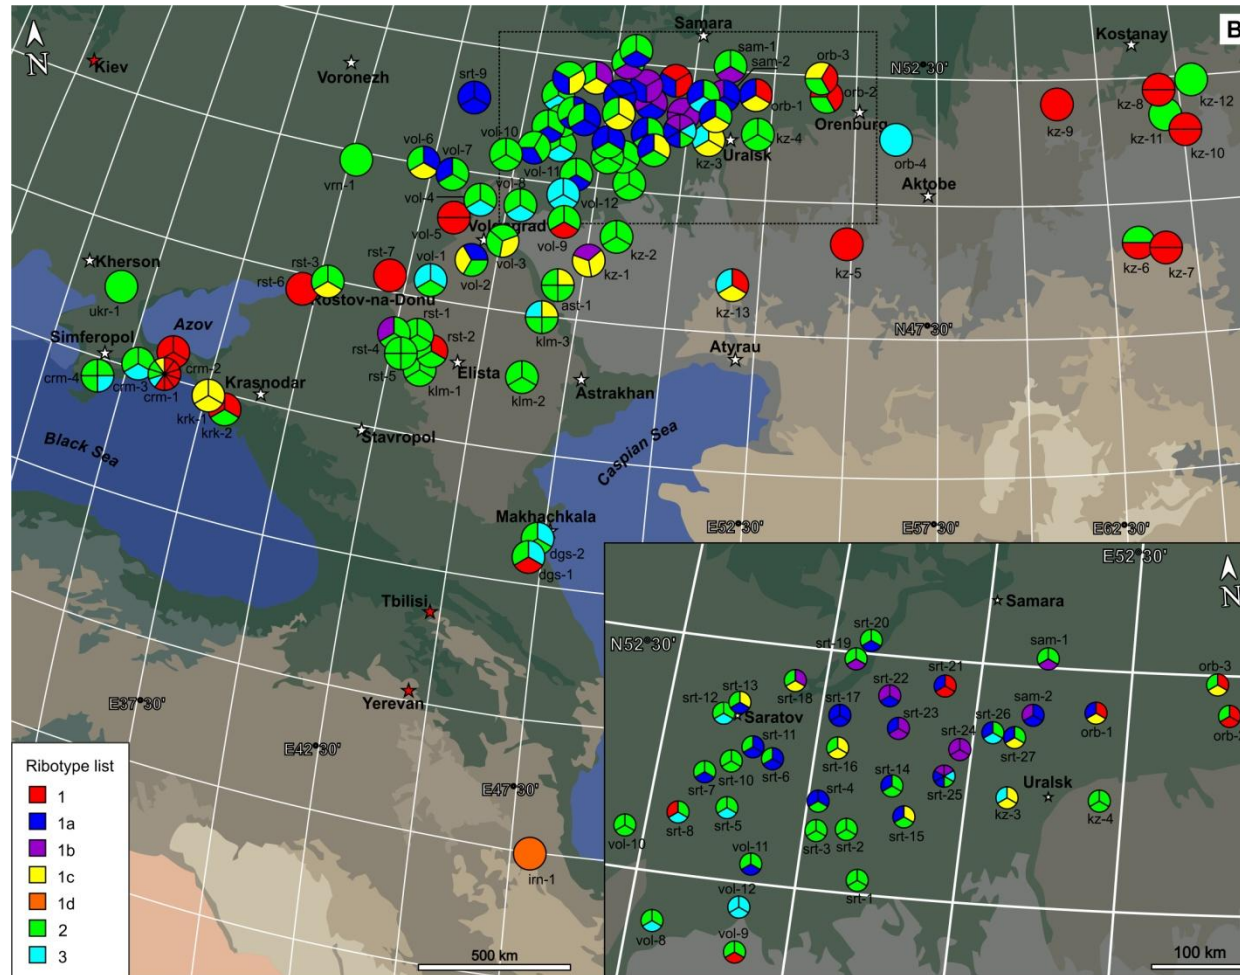 B
N
Samara
Kostanay
Kiev
Voronezh
sam-1
sam-2
orb-3
N52°30'
kz-12
srt-9
orb-2
kz-8
orb-1
Orenburg
kz-9
kz-11
kz-10
vol-10
vol-6
vol-7
kz-4
kz-3
Uralsk
orb-4
vrn-1
vol-11
vol-8
Aktobe
vol-4
vol-12
vol-5
Volgograd
vol-9
kz-2
kz-5
kz-6
kz-7
vol-3
Kherson
rst-7
vol-1
rst-3
rst-6
vol-2
kz-1
ukr-1
Rostov-na-Donu
ast-1
kz-13
Azov
rst-1
klm-3
N47°30'
Simferopol
rst-2
Atyrau
rst-4
crm-2
Elista
rst-5
crm-4
crm-3
crm-1
Krasnodar
klm-1
klm-2
Astrakhan
krk-1
krk-2
Black Sea
Stavropol
Caspian Sea
Makhachkala
E52°30'
E57°30'
E62°30'
dgs-2
dgs-1
Tbilisi
Yerevan
E37°30'
E42°30'
E47°30'
irn-1
500 km
Ribotype list
1
1a
1b
1c
1d
2
3
E52°30'
N
Samara
N52°30'
srt-20
srt-19
sam-1
srt-21
orb-3
srt-13
srt-22
srt-12
srt-18
srt-17
sam-2
Saratov
srt-23
srt-26
orb-1
orb-2
srt-11
srt-24
srt-27
srt-10
srt-6
srt-16
srt-7
srt-14
srt-25
Uralsk
srt-4
kz-3
kz-4
srt-8
srt-5
srt-15
vol-10
srt-3
srt-2
vol-11
srt-1
vol-12
vol-8
vol-9
100 km